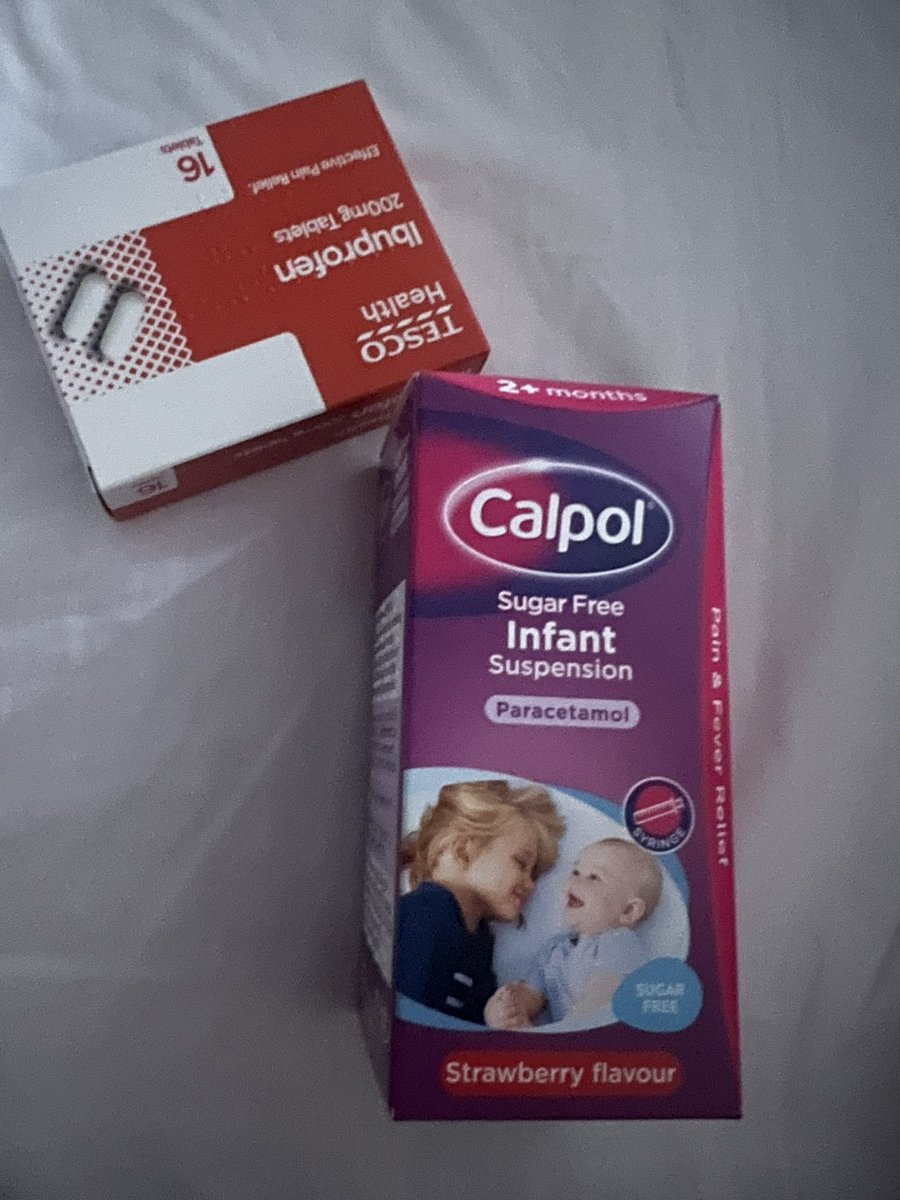 TESCO
Health
Ibuprofen
200mg Tablets
Effective Pain Relief.
16
Tablets
16
2+ months
Calpol®
Sugar Free
Infant
Suspension
Paracetamol
SYRINGE
SUGAR
FREE
Strawberry flavour
Pain & Fever Relief